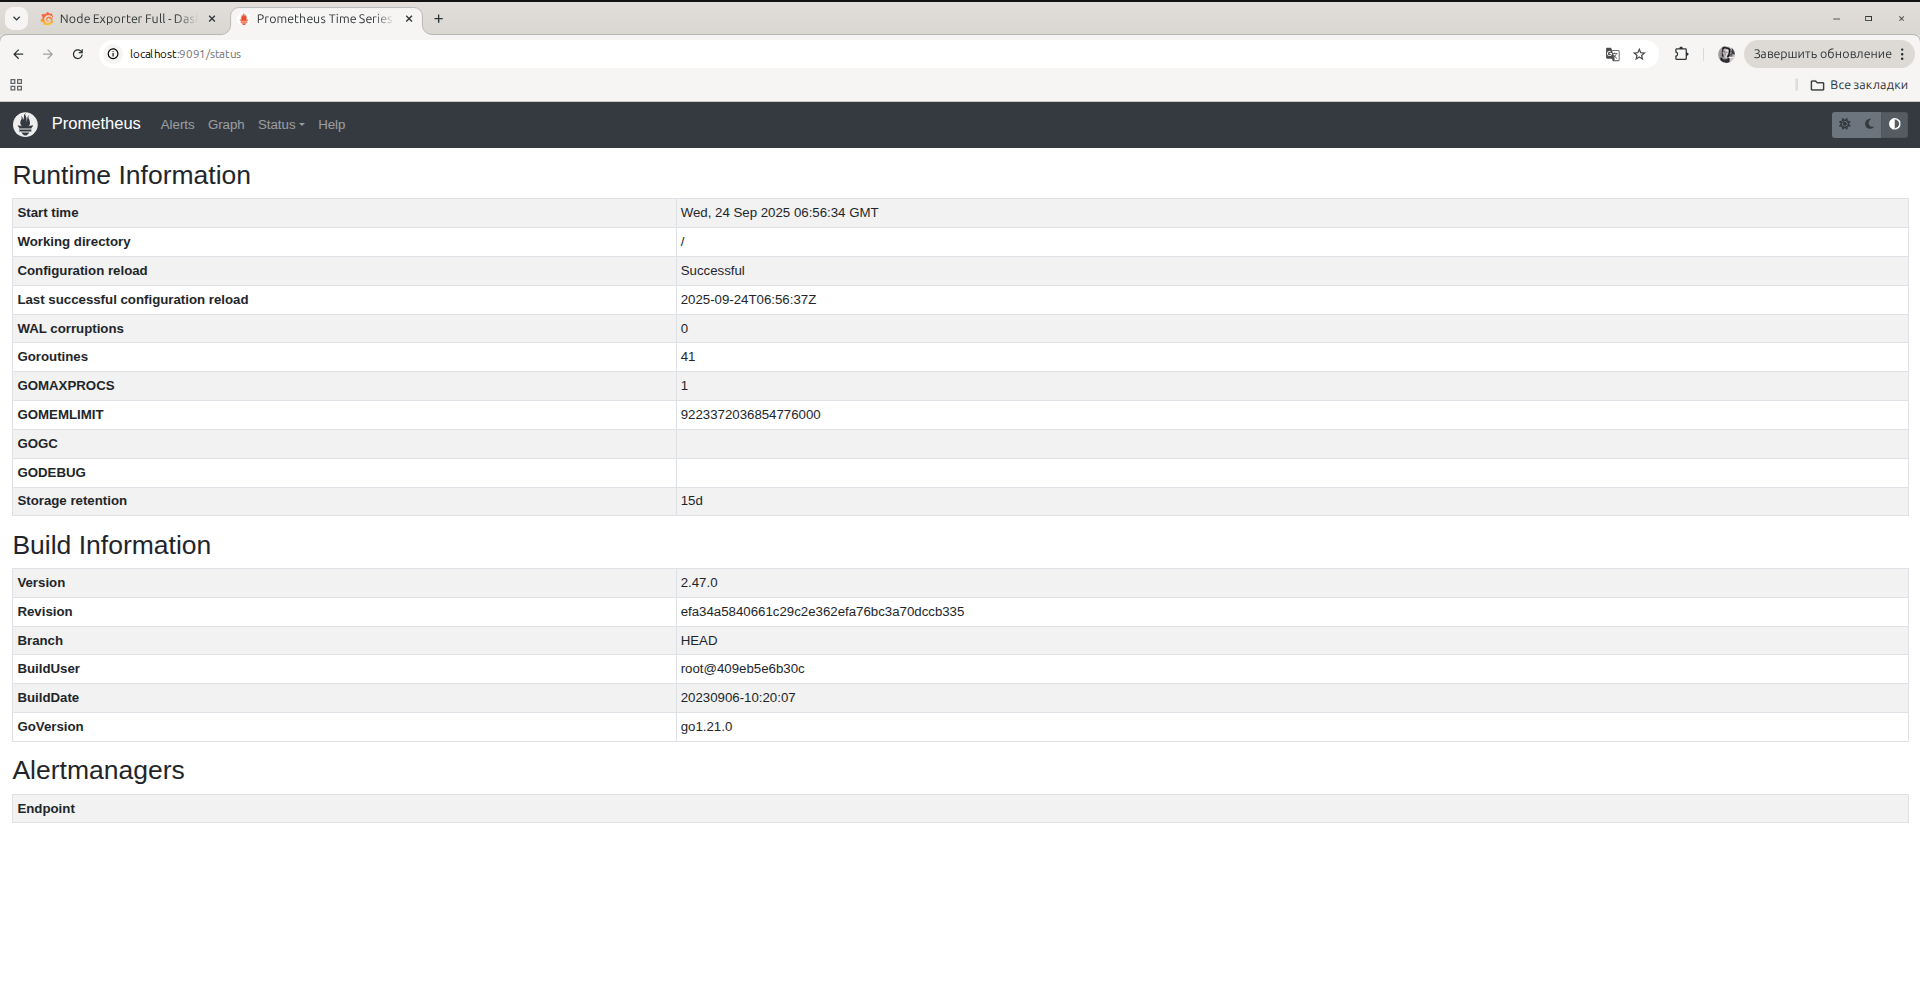 Node Exporter Full - Das
Prometheus Time Series
localhost:9091/status
Завершить обновление
Все закладки
Prometheus Alerts Graph Status Help
Runtime Information
Start time Wed, 24 Sep 2025 06:56:34 GMT
Working directory /
Configuration reload Successful
Last successful configuration reload 2025-09-24T06:56:37Z
WAL corruptions 0
Goroutines 41
GOMAXPROCS 1
GOMEMLIMIT 9223372036854776000
GOGC
GODEBUG
Storage retention 15d
Build Information
Version 2.47.0
Revision efa34a5840661c29c2e362efa76bc3a70dccb335
Branch HEAD
BuildUser root@409eb5e6b30c
BuildDate 20230906-10:20:07
GoVersion go1.21.0
Alertmanagers
Endpoint